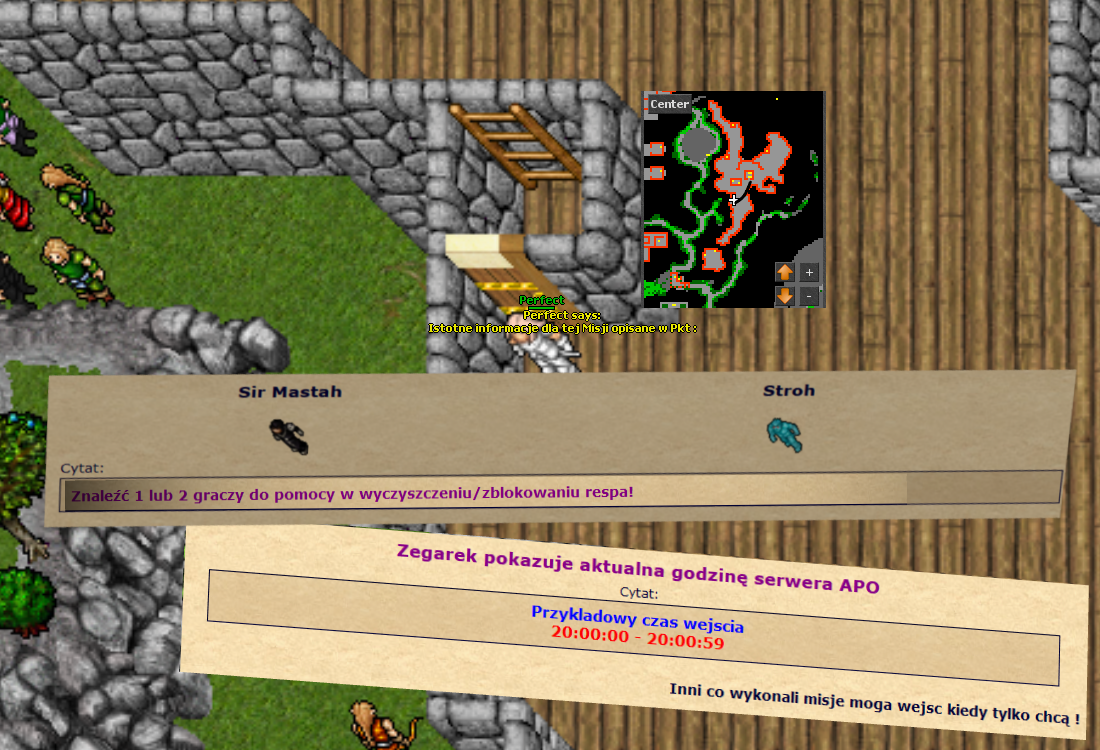 Center
Perfect
Perfect says:
Istotne informacje dla tej Misji opisane w Pkt :
Sir Mastah
Stroh
Cytat:
Znaleźć 1 lub 2 graczy do pomocy w wyczyszczeniu/zblokowaniu respa!
Zegarek pokazuje aktualna godzinę serwera APO
Cytat:
Przykladowy czas wejscia
20:00:00 - 20:00:59
Inni co wykonali misje moga wejsc kiedy tylko chcą !